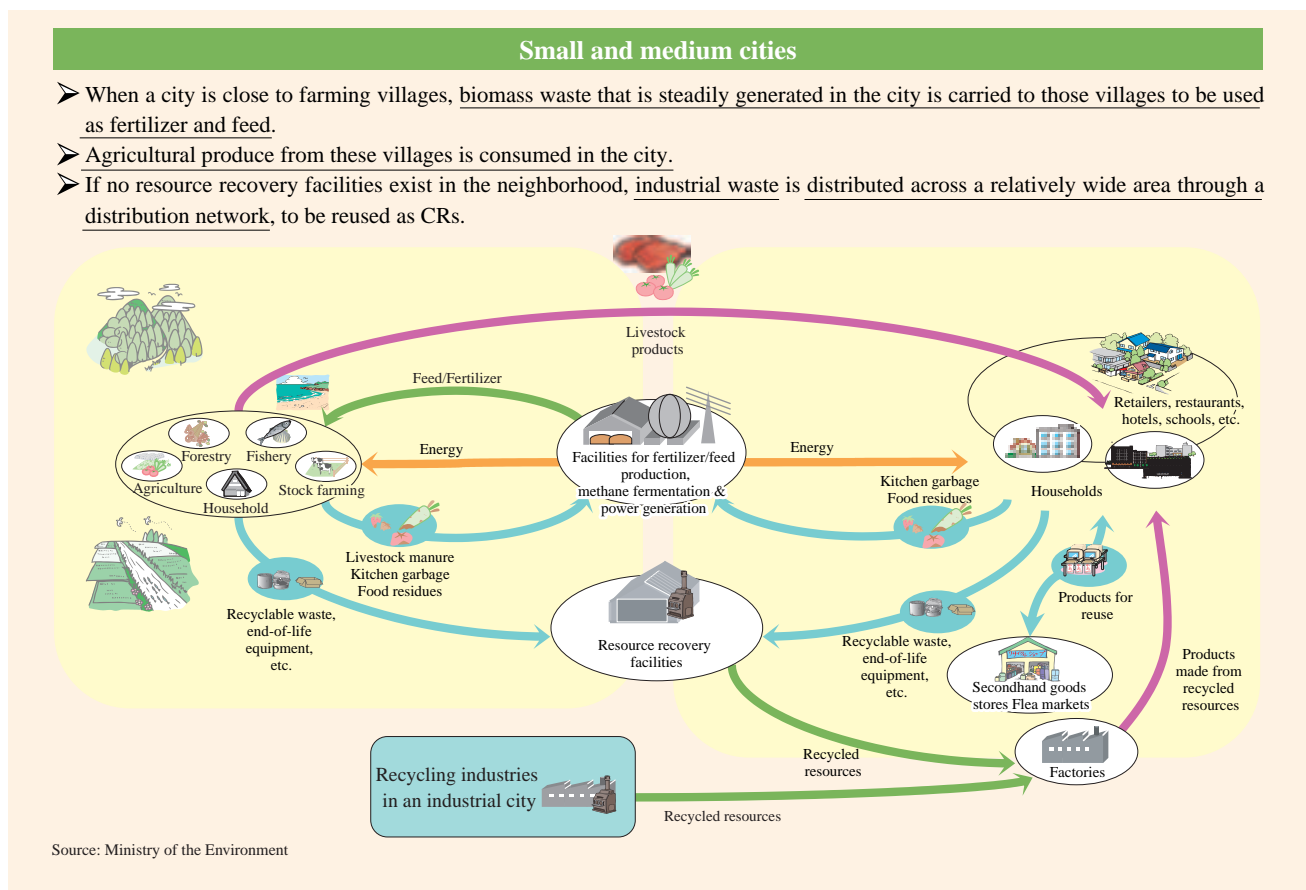 Small and medium cities
➢ When a city is close to farming villages, biomass waste that is steadily generated in the city is carried to those villages to be used
as fertilizer and feed.
➢ Agricultural produce from these villages is consumed in the city.
➢ If no resource recovery facilities exist in the neighborhood, industrial waste is distributed across a relatively wide area through a
distribution network, to be reused as CRs.
Livestock
products
Feed/Fertilizer
Retailers, restaurants,
hotels, schools, etc.
Forestry
Fishery
Agriculture
Stock farming
Household
Energy
Facilities for fertilizer/feed
production,
methane fermentation &
power generation
Energy
Kitchen garbage
Food residues
Households
Livestock manure
Kitchen garbage
Food residues
Recyclable waste,
end-of-life
equipment,
etc.
Resource recovery
facilities
Recyclable waste,
end-of-life
equipment,
etc.
Products for
reuse
Secondhand goods
stores Flea markets
Products
made from
recycled
resources
Recycled
resources
Factories
Recycling industries
in an industrial city
Recycled resources
Source: Ministry of the Environment